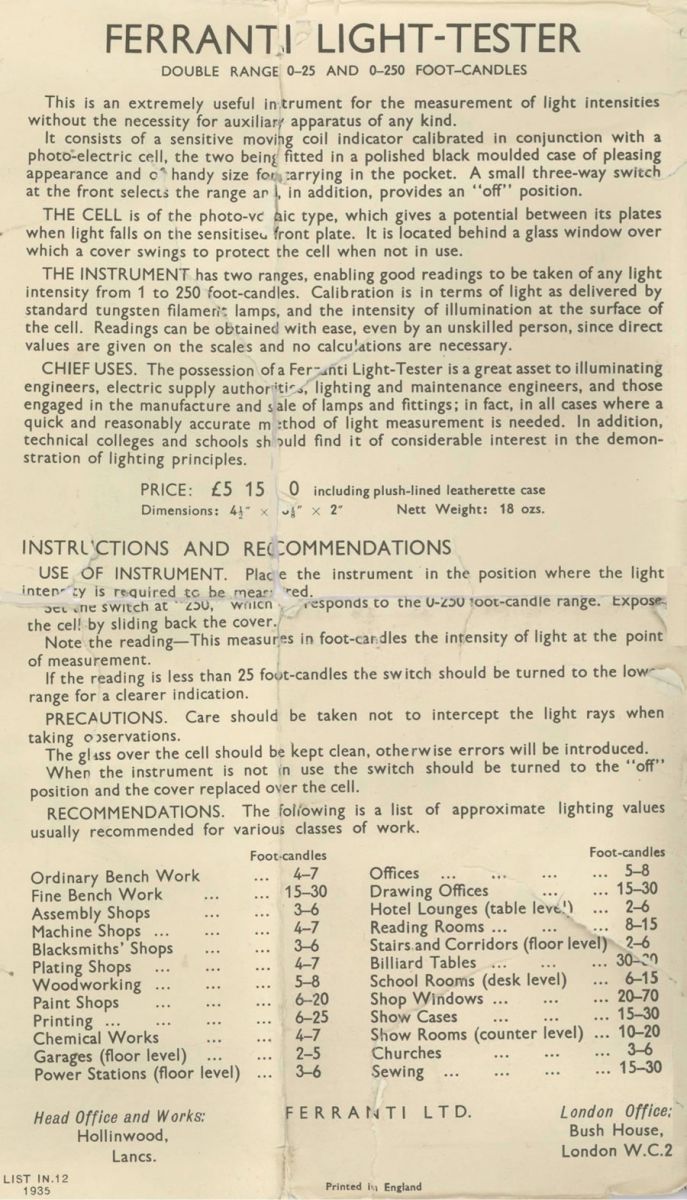 FERRANTI LIGHT-TESTER
DOUBLE RANGE 0–25 AND 0–250 FOOT–CANDLES
This is an extremely useful instrument for the measurement of light intensities
without the necessity for auxiliary apparatus of any kind.
It consists of a sensitive moving coil indicator calibrated in conjunction with a
photo-electric cell, the two being fitted in a polished black moulded case of pleasing
appearance and of handy size for carrying in the pocket. A small three-way switch
at the front selects the range and, in addition, provides an "off" position.
THE CELL is of the photo-voltaic type, which gives a potential between its plates
when light falls on the sensitised front plate. It is located behind a glass window over
which a cover swings to protect the cell when not in use.
THE INSTRUMENT has two ranges, enabling good readings to be taken of any light
intensity from 1 to 250 foot-candles. Calibration is in terms of light as delivered by
standard tungsten filament lamps, and the intensity of illumination at the surface of
the cell. Readings can be obtained with ease, even by an unskilled person, since direct
values are given on the scales and no calculations are necessary.
CHIEF USES. The possession of a Ferranti Light-Tester is a great asset to illuminating
engineers, electric supply authorities, lighting and maintenance engineers, and those
engaged in the manufacture and sale of lamps and fittings; in fact, in all cases where a
quick and reasonably accurate method of light measurement is needed. In addition,
technical colleges and schools should find it of considerable interest in the demon-
stration of lighting principles.
PRICE: £5 15 0 including plush-lined leatherette case
Dimensions: 4½" × × 2" Nett Weight: 18 ozs.
INSTRUCTIONS AND RECOMMENDATIONS
USE OF INSTRUMENT. Place the instrument in the position where the light
intensity is required to be measured.
Set the switch at "250," which corresponds to the 0-250 foot-candle range. Expose
the cell by sliding back the cover.
Note the reading—This measures in foot-candles the intensity of light at the point
of measurement.
If the reading is less than 25 foot-candles the switch should be turned to the lower
range for a clearer indication.
PRECAUTIONS. Care should be taken not to intercept the light rays when
taking observations.
The glass over the cell should be kept clean, otherwise errors will be introduced.
When the instrument is not in use the switch should be turned to the "off"
position and the cover replaced over the cell.
RECOMMENDATIONS. The following is a list of approximate lighting values
usually recommended for various classes of work.
Foot-candles
Ordinary Bench Work ... 4–7
Fine Bench Work ... ... 15–30
Assembly Shops ... ... 3–6
Machine Shops ... ... ... 4–7
Blacksmiths' Shops ... ... 3–6
Plating Shops ... ... ... 4–7
Woodworking ... ... ... 5–8
Paint Shops ... ... ... 6–20
Printing ... ... ... ... 6–25
Chemical Works ... ... 4–7
Garages (floor level) ... ... 2–5
Power Stations (floor level) ... 3–6
Foot-candles
Offices ... ... ... ... 5–8
Drawing Offices ... ... 15–30
Hotel Lounges (table level) ... 2–6
Reading Rooms ... ... ... 8–15
Stairs and Corridors (floor level) 2–6
Billiard Tables ... ... ...
School Rooms (desk level) ... 6–15
Shop Windows ... ... ... 20–70
Show Cases ... ... ... 15–30
Show Rooms (counter level) ... 10–20
Churches ... ... ... 3–6
Sewing ... ... ... ... 15–30
Head Office and Works:
Hollinwood,
Lancs.
FERRANTI LTD.
London Office:
Bush House,
London W.C.2
LIST IN.12
1935
Printed in England